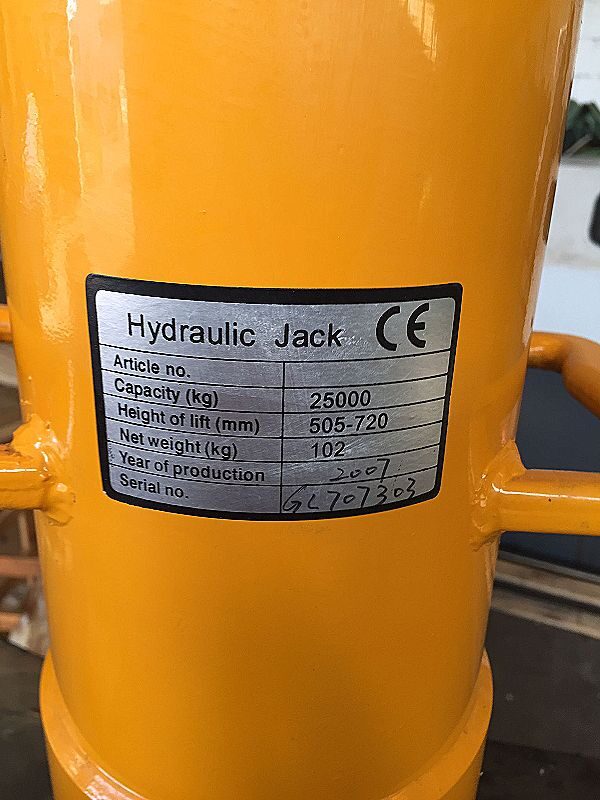 Hydraulic Jack CE
Article no.
Capacity (kg) 25000
Height of lift (mm) 505-720
Net weight (kg) 102
Year of production 2007
Serial no. GL707303